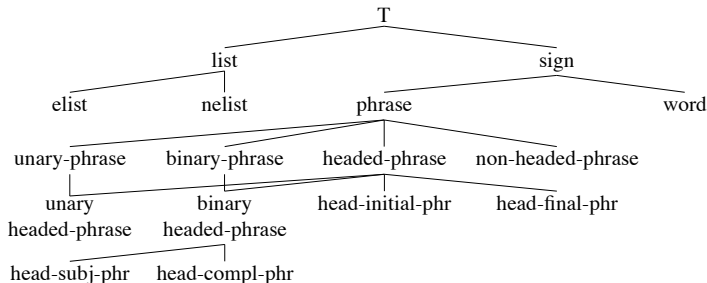 T
list sign
elist nelist phrase word
unary-phrase binary-phrase headed-phrase non-headed-phrase
unary binary head-initial-phr head-final-phr
headed-phrase headed-phrase
head-subj-phr head-compl-phr